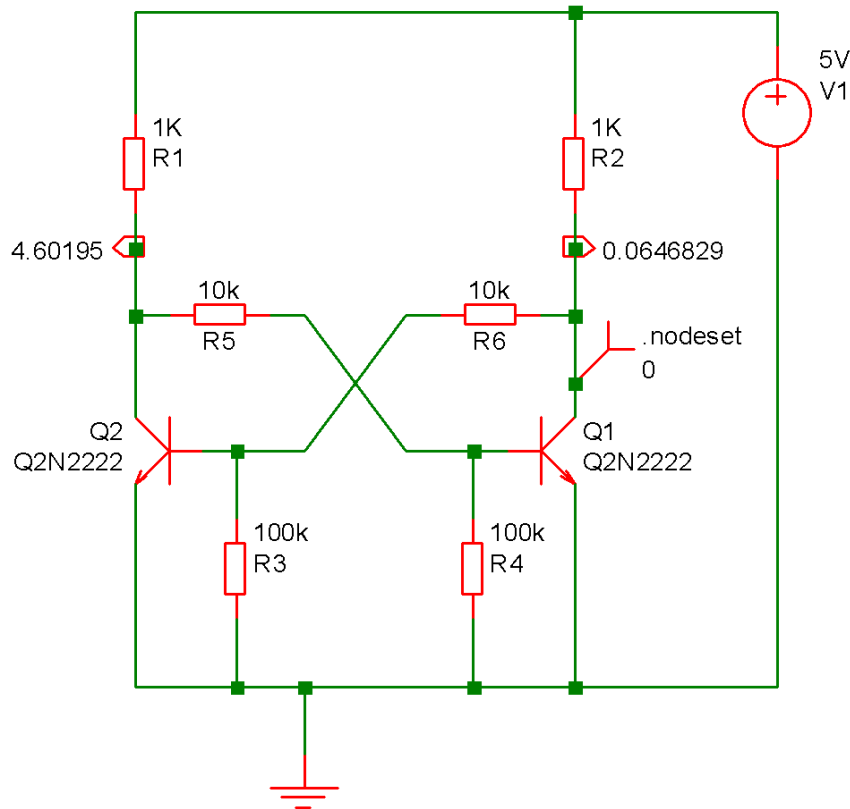 5V
V1
1K
R1
1K
R2
4.60195
0.0646829
10k
R5
10k
R6
.nodeset
0
Q2
Q2N2222
Q1
Q2N2222
100k
R3
100k
R4